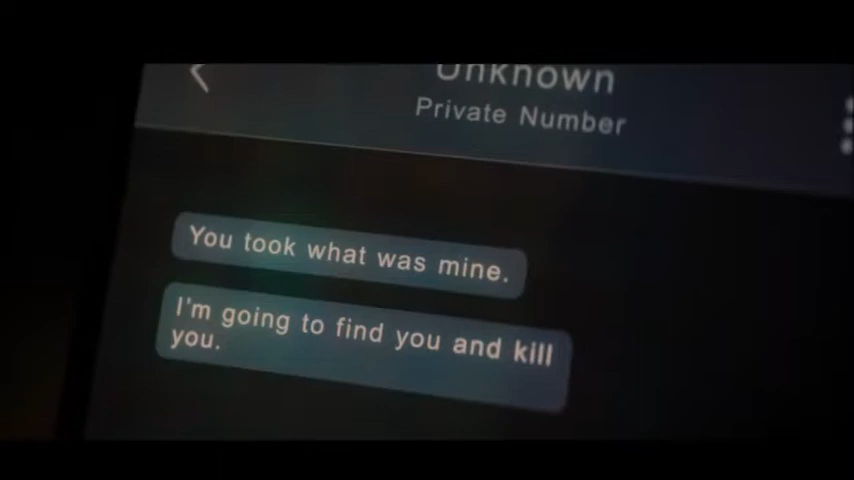 Unknown
Private Number
You took what was mine.
I'm going to find you and kill
you.